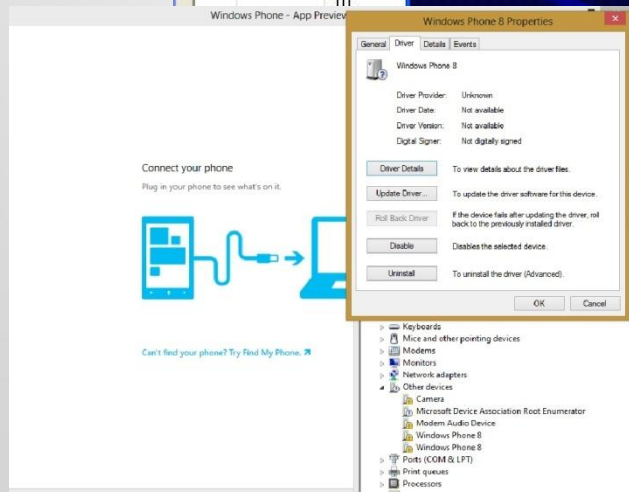 Windows Phone - App Preview
Connect your phone
Plug in your phone to see what's on it.
Can't find your phone? Try Find My Phone.
Windows Phone 8 Properties
General Driver Details Events
Windows Phone 8
Driver Provider: Unknown
Driver Date: Not available
Driver Version: Not available
Digital Signer: Not digitally signed
Driver Details To view details about the driver files.
Update Driver... To update the driver software for this device.
Roll Back Driver If the device fails after updating the driver, roll
back to the previously installed driver.
Disable Disables the selected device.
Uninstall To uninstall the driver (Advanced).
OK Cancel
Keyboards
Mice and other pointing devices
Modems
Monitors
Network adapters
Other devices
Camera
Microsoft Device Association Root Enumerator
Modem Audio Device
Windows Phone 8
Windows Phone 8
Ports (COM & LPT)
Print queues
Processors